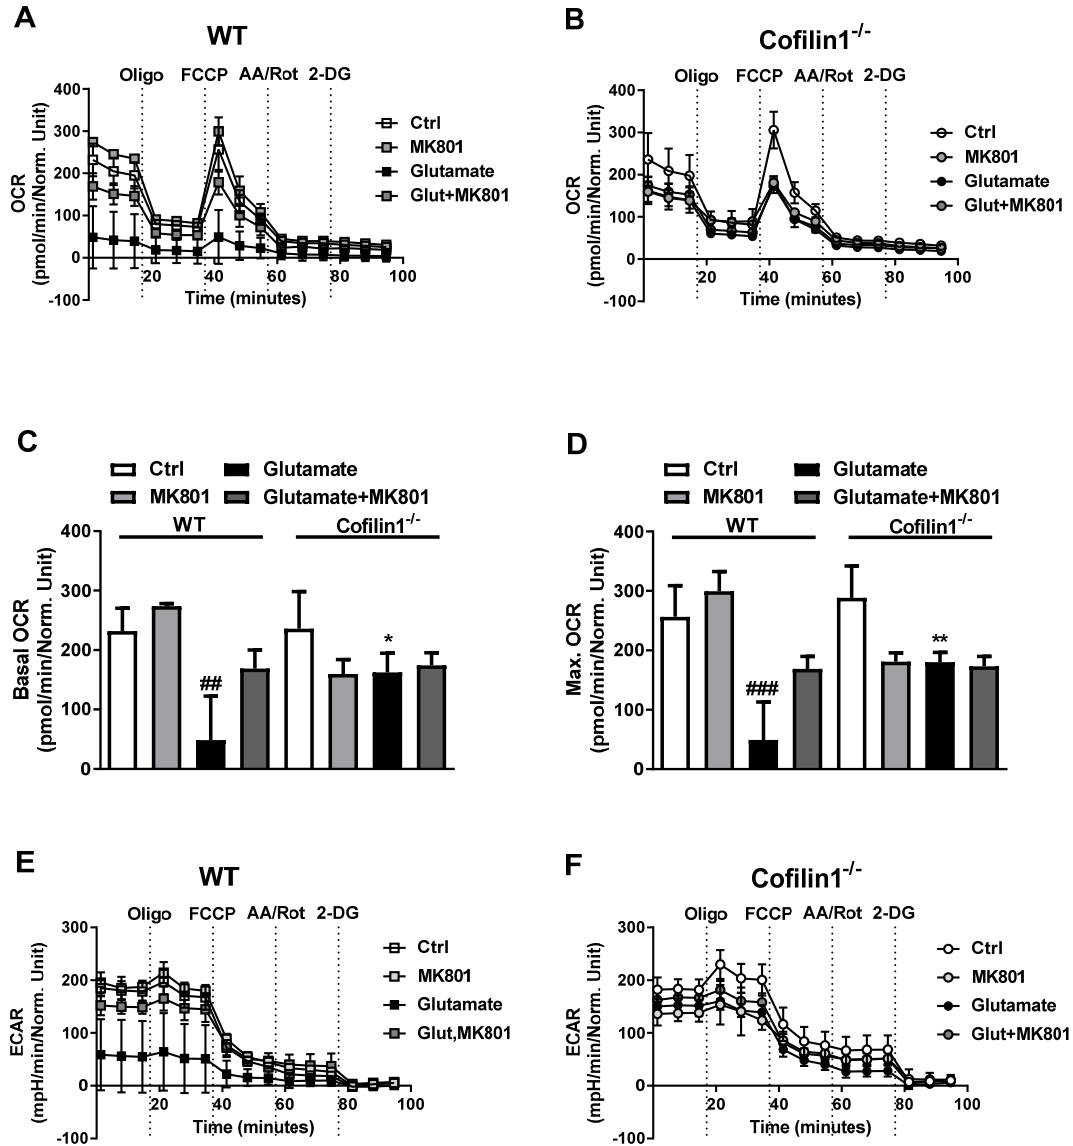 A
WT
Oligo FCCP AA/Rot 2-DG
400
300
200
100
0
-100
20 40 60 80 100
OCR
(pmol/min/Norm. Unit)
Time (minutes)
Ctrl
MK801
Glutamate
Glut+MK801
B
Cofilin1-/-
Oligo FCCP AA/Rot 2-DG
400
300
200
100
0
-100
20 40 60 80 100
OCR
(pmol/min/Norm. Unit)
Time (minutes)
Ctrl
MK801
Glutamate
Glut+MK801
C
Ctrl Glutamate
MK801 Glutamate+MK801
WT Cofilin1-/-
400
300
200
100
0
Basal OCR
(pmol/min/Norm. Unit)
## *
D
Ctrl Glutamate
MK801 Glutamate+MK801
WT Cofilin1-/-
400
300
200
100
0
Max. OCR
(pmol/min/Norm. Unit)
### **
E
WT
Oligo FCCP AA/Rot 2-DG
300
200
100
0
-100
20 40 60 80 100
ECAR
(mpH/min/Norm. Unit)
Time (minutes)
Ctrl
MK801
Glutamate
Glut,MK801
F
Cofilin1-/-
Oligo FCCP AA/Rot 2-DG
300
200
100
0
-100
20 40 60 80 100
ECAR
(mpH/min/Norm. Unit)
Time (minutes)
Ctrl
MK801
Glutamate
Glut+MK801